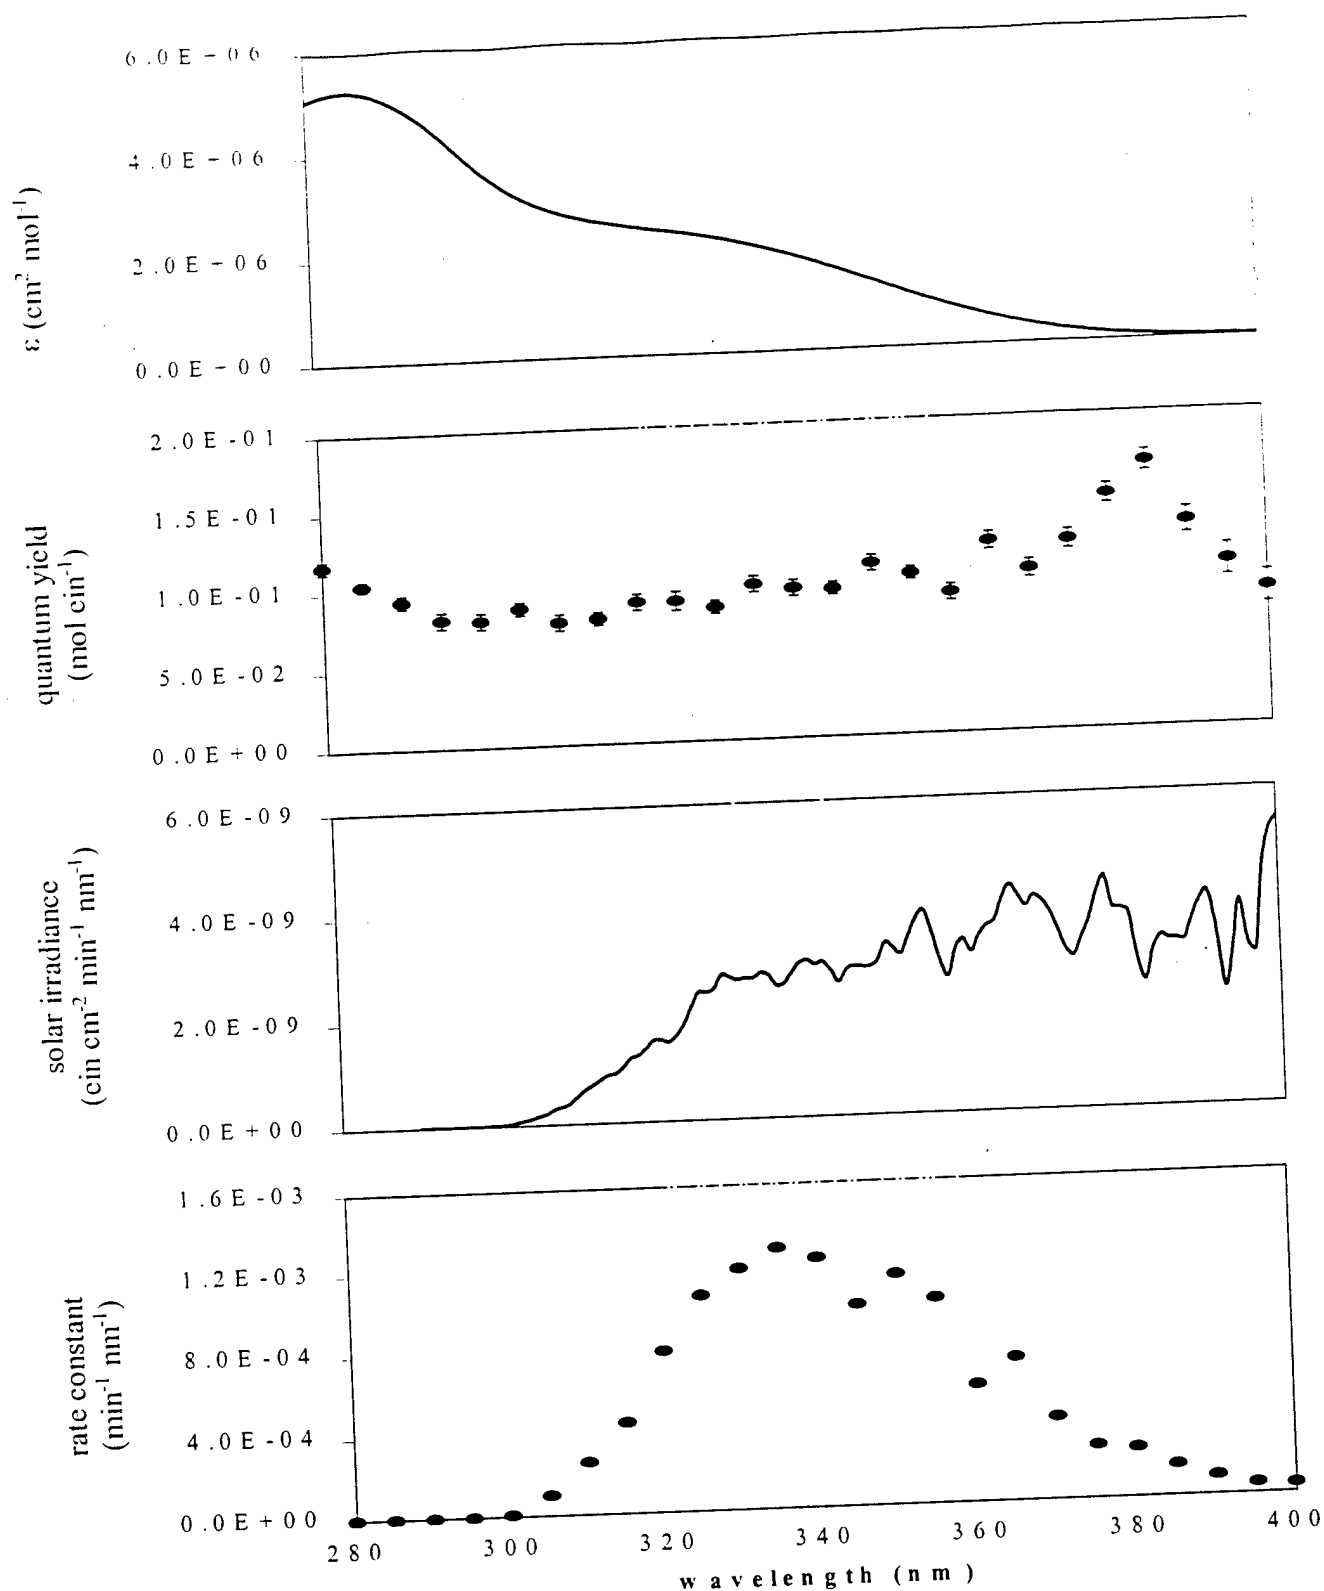 6.0E-06
4.0E-06
2.0E-06
0.0E-00
ε (cm² mol⁻¹)
2.0E-01
1.5E-01
1.0E-01
5.0E-02
0.0E+00
quantum yield
(mol cin⁻¹)
6.0E-09
4.0E-09
2.0E-09
0.0E+00
solar irradiance
(cin cm⁻² min⁻¹ nm⁻¹)
1.6E-03
1.2E-03
8.0E-04
4.0E-04
0.0E+00
rate constant
(min⁻¹ nm⁻¹)
280 300 320 340 360 380 400
wavelength (nm)